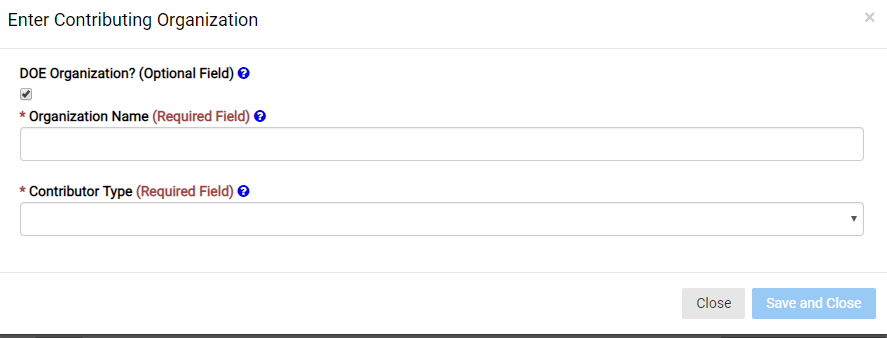 Enter Contributing Organization
×
DOE Organization? (Optional Field) ?
* Organization Name (Required Field) ?
* Contributor Type (Required Field) ?
Close
Save and Close